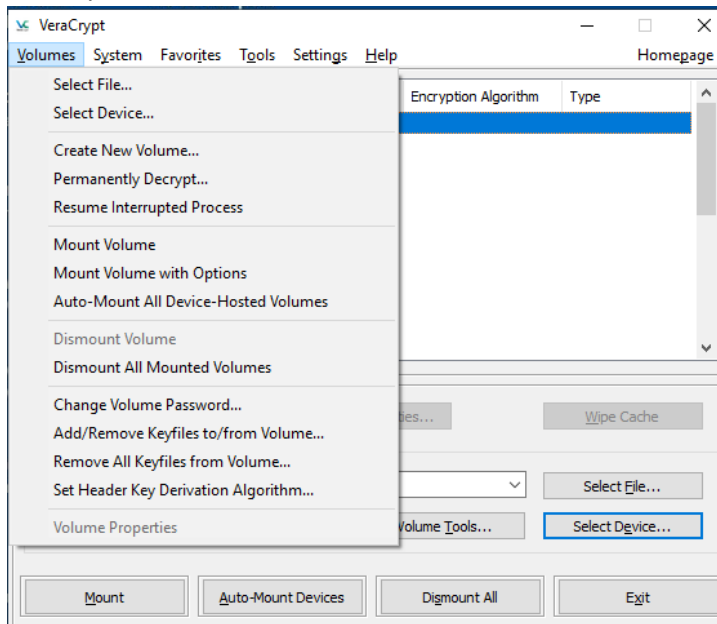 VeraCrypt
Volumes System Favorites Tools Settings Help Homepage
Select File...
Select Device...
Create New Volume...
Permanently Decrypt...
Resume Interrupted Process
Mount Volume
Mount Volume with Options
Auto-Mount All Device-Hosted Volumes
Dismount Volume
Dismount All Mounted Volumes
Change Volume Password...
Add/Remove Keyfiles to/from Volume...
Remove All Keyfiles from Volume...
Set Header Key Derivation Algorithm...
Volume Properties
Encryption Algorithm Type
Wipe Cache
Select File...
Volume Tools... Select Device...
Mount Auto-Mount Devices Dismount All Exit